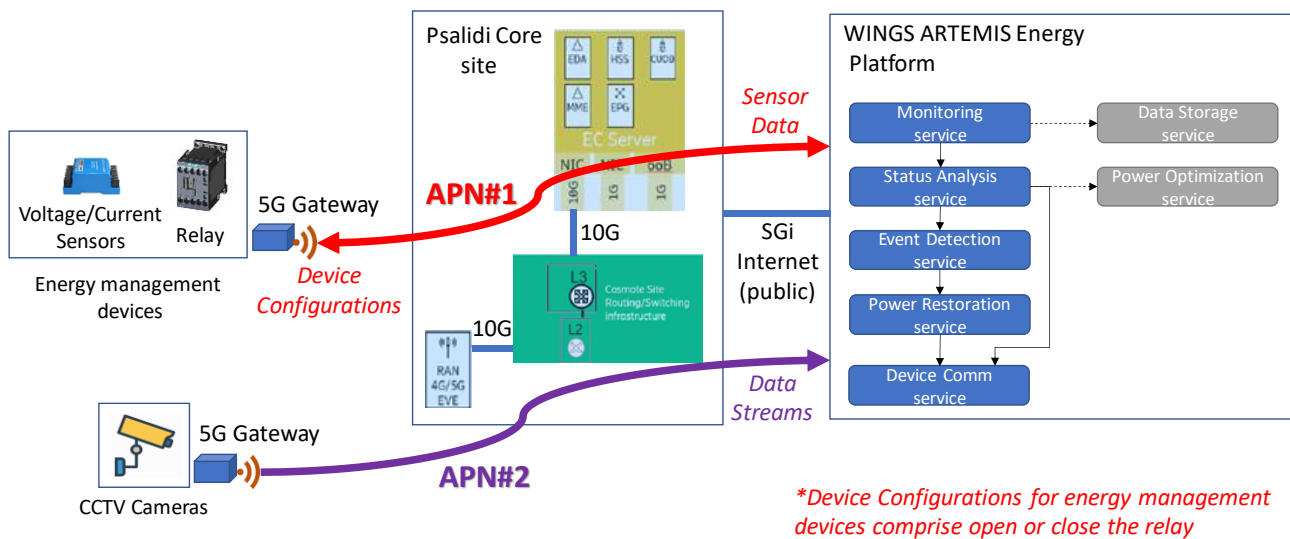 Psalidi Core
site
EDA
HSS
CUDB
MME
EPG
EC Server
NIC
NIC
ooB
10G
1G
1G
10G
L3
L2
Cosmote Site
Routing/Switching
infrastructure
10G
RAN
4G/5G
EVE
Voltage/Current
Sensors
Relay
Energy management
devices
5G Gateway
Device
Configurations
APN#1
Sensor
Data
SGi
Internet
(public)
WINGS ARTEMIS Energy
Platform
Monitoring
service
Data Storage
service
Status Analysis
service
Power Optimization
service
Event Detection
service
Power Restoration
service
Device Comm
service
CCTV Cameras
5G Gateway
APN#2
Data
Streams
*Device Configurations for energy management
devices comprise open or close the relay